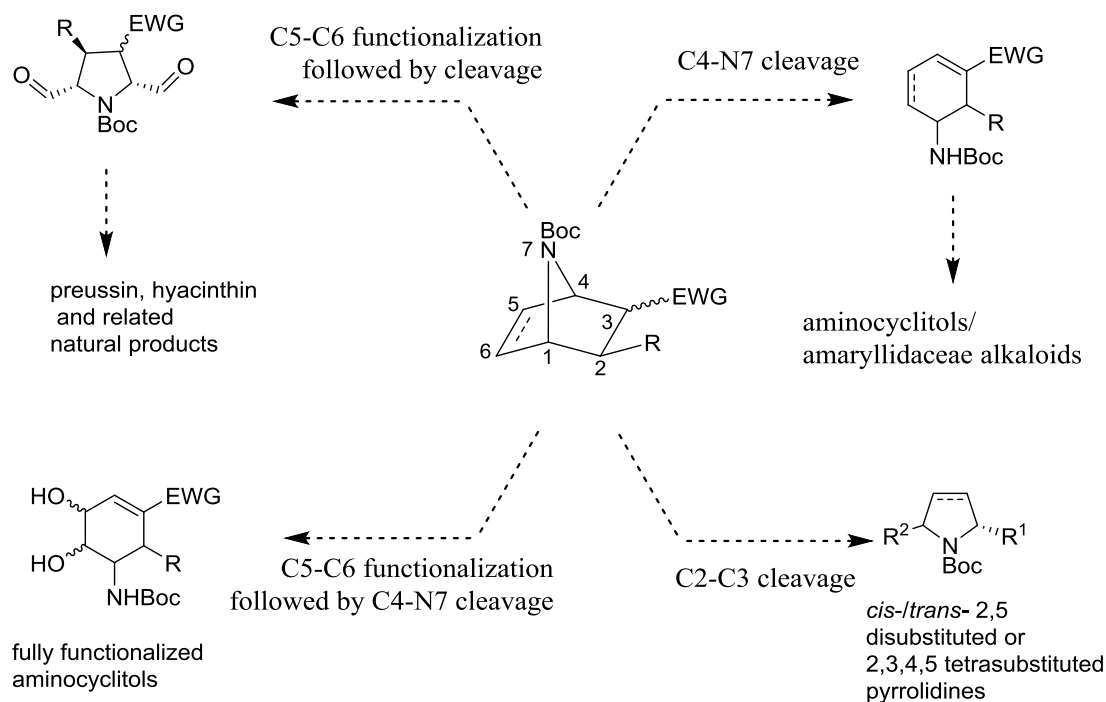 R
EWG
O
O
N
Boc
C5-C6 functionalization
followed by cleavage
C4-N7 cleavage
EWG
R
NHBoc
preussin, hyacinthin
and related
natural products
Boc
7
N
4
5
EWG
3
6
1
R
2
aminocyclitols/
amaryllidaceae alkaloids
HO
EWG
HO
R
NHBoc
C5-C6 functionalization
followed by C4-N7 cleavage
C2-C3 cleavage
R2
N
R1
Boc
fully functionalized
aminocyclitols
cis-/trans- 2,5
disubstituted or
2,3,4,5 tetrasubstituted
pyrrolidines